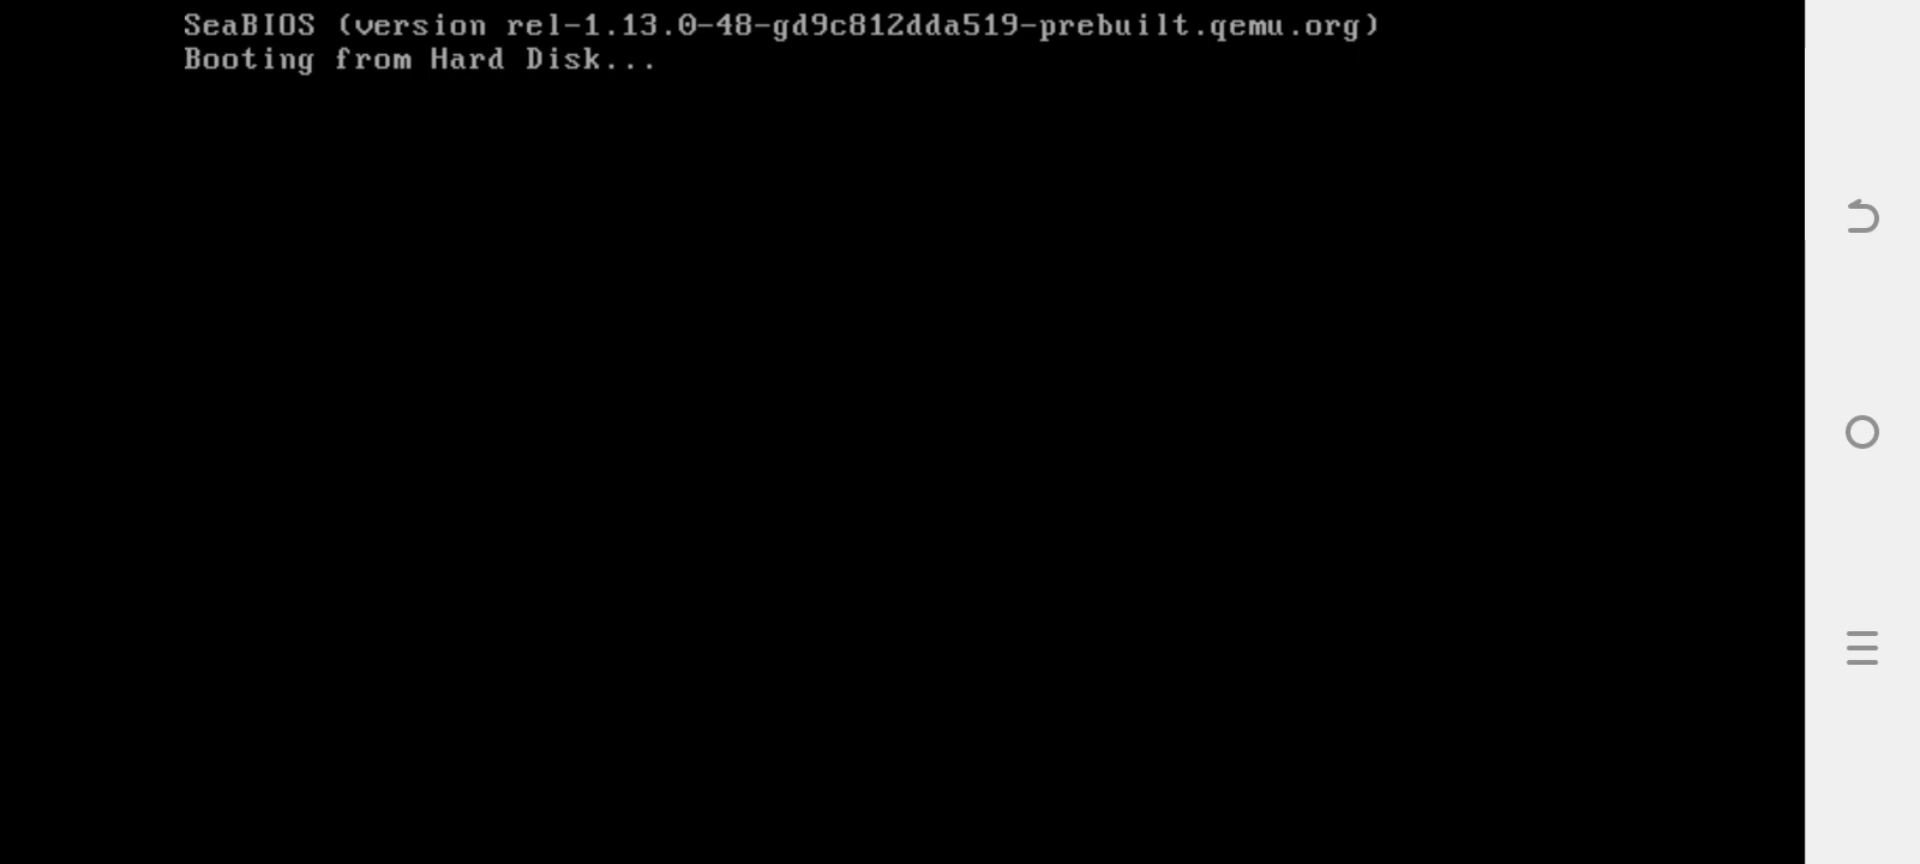 SeaBIOS (version rel-1.13.0-48-gd9c812dda519-prebuilt.qemu.org)
Booting from Hard Disk...